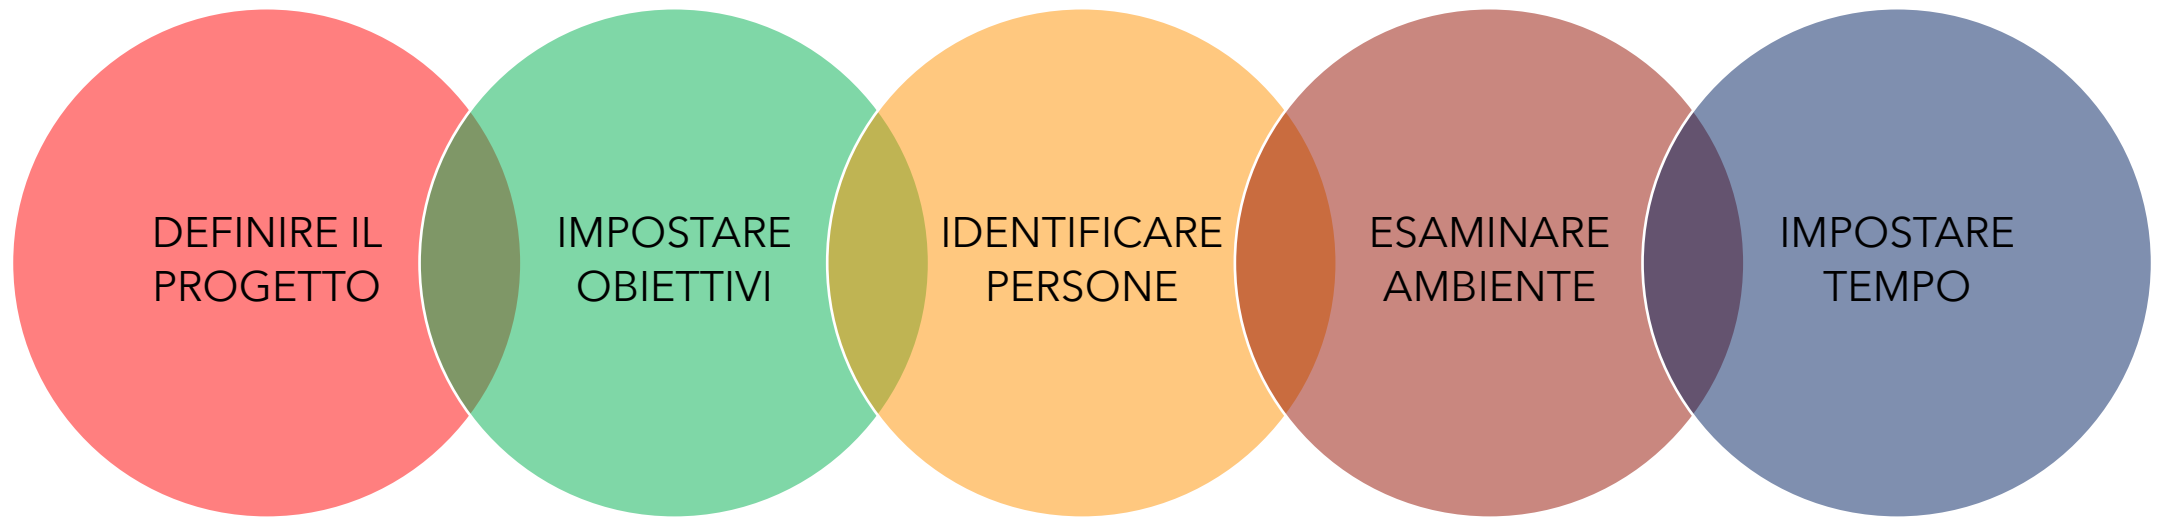 DEFINIRE IL
PROGETTO
IMPOSTARE
OBIETTIVI
IDENTIFICARE
PERSONE
ESAMINARE
AMBIENTE
IMPOSTARE
TEMPO